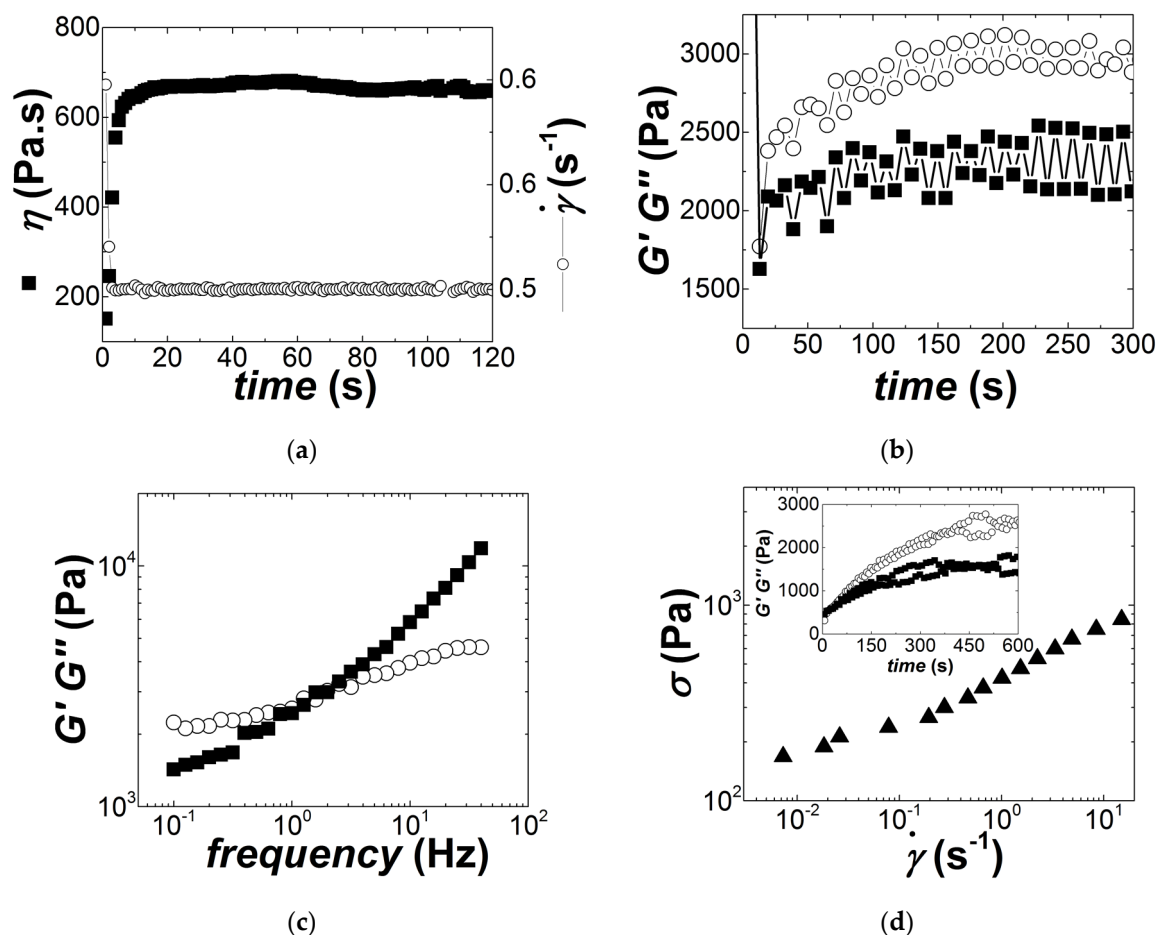 800
600
400
200
η (Pa.s)
0.6
0.6
0.5
γ̇ (s⁻¹)
0 20 40 60 80 100 120
time (s)
(a)
3000
2500
2000
1500
G' G'' (Pa)
0 50 100 150 200 250 300
time (s)
(b)
10⁴
10³
G' G'' (Pa)
10⁻¹ 10⁰ 10¹ 10²
frequency (Hz)
(c)
10³
10²
σ (Pa)
3000
2000
1000
0
G' G'' (Pa)
150 300 450 600
time (s)
10⁻² 10⁻¹ 10⁰ 10¹
γ̇ (s⁻¹)
(d)